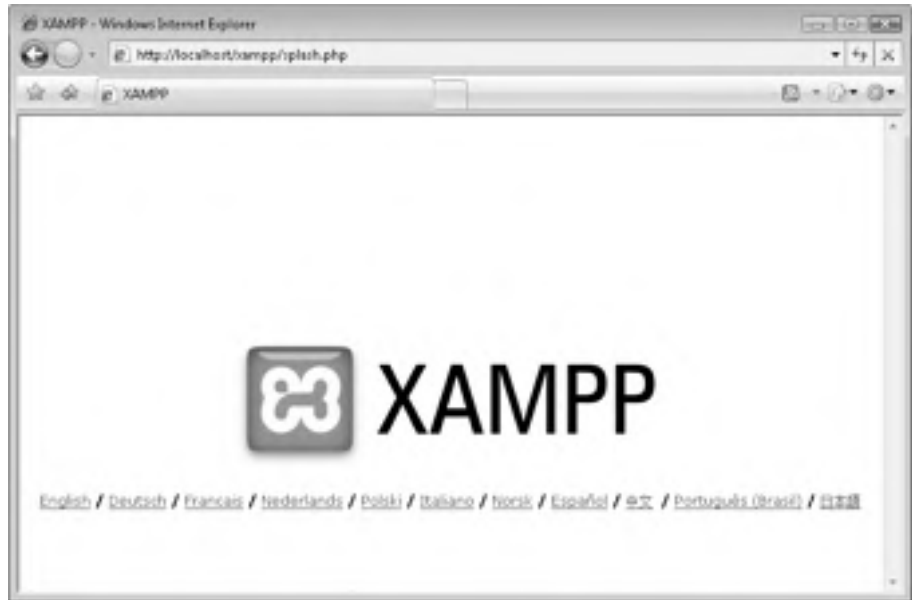 XAMPP - Windows Internet Explorer
http://localhost/xampp/splash.php
XAMPP
XAMPP
English / Deutsch / Francais / Nederlands / Polski / Italiano / Norsk / Español / 中文 / Português (Brasil) / 日本語